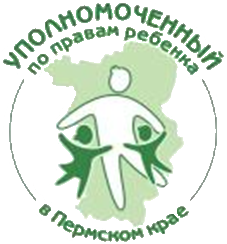 УПОЛНОМОЧЕННЫЙ
по правам ребенка
в Пермском крае